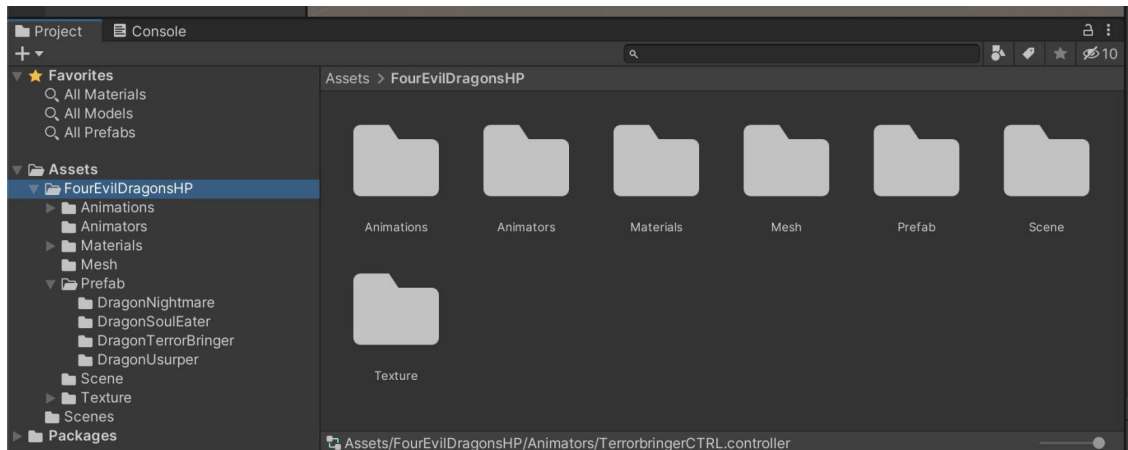 Project Console
10
Favorites
All Materials
All Models
All Prefabs
Assets
FourEvilDragonsHP
Animations
Animators
Materials
Mesh
Prefab
DragonNightmare
DragonSoulEater
DragonTerrorBringer
DragonUsurper
Scene
Texture
Scenes
Packages
Assets > FourEvilDragonsHP
Animations Animators Materials Mesh Prefab Scene
Texture
Assets/FourEvilDragonsHP/Animators/TerrorbringerCTRL.controller